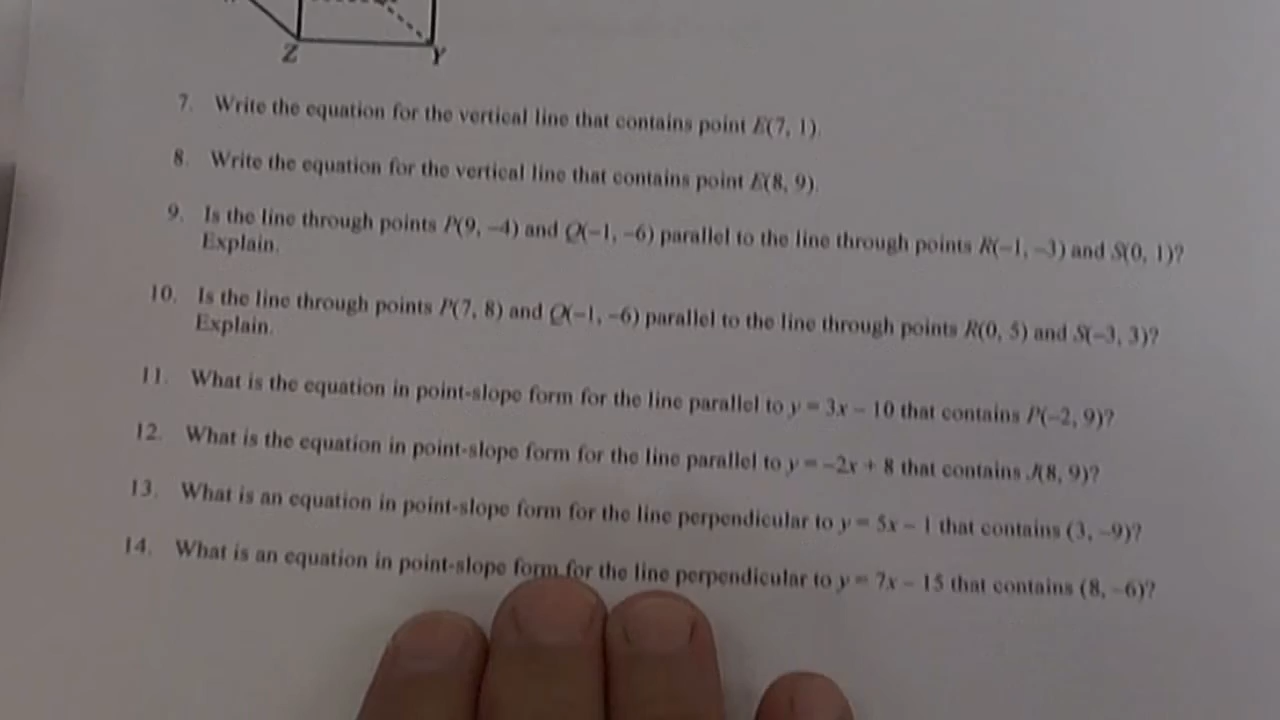 Z
Y
7. Write the equation for the vertical line that contains point E(7, 1).
8. Write the equation for the vertical line that contains point E(8, 9).
9. Is the line through points P(9, −4) and Q(−1, −6) parallel to the line through points R(−1, −3) and S(0, 1)?
Explain.
10. Is the line through points P(7, 8) and Q(−1, −6) parallel to the line through points R(0, 5) and S(−3, 3)?
Explain.
11. What is the equation in point-slope form for the line parallel to y = 3x − 10 that contains P(−2, 9)?
12. What is the equation in point-slope form for the line parallel to y = −2x + 8 that contains J(8, 9)?
13. What is an equation in point-slope form for the line perpendicular to y = 5x − 1 that contains (3, −9)?
14. What is an equation in point-slope form for the line perpendicular to y = 7x − 15 that contains (8, −6)?